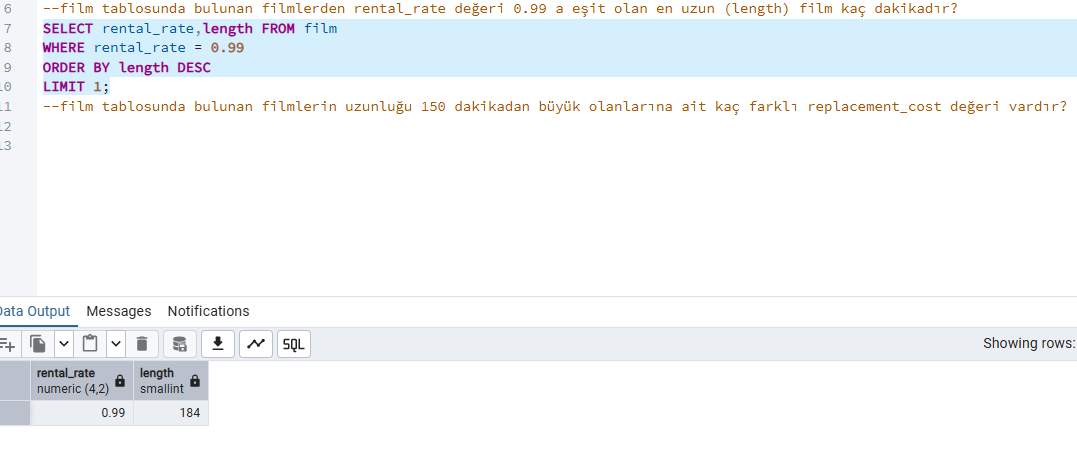 6 --film tablosunda bulunan filmlerden rental_rate değeri 0.99 a eşit olan en uzun (length) film kaç dakikadır?
7 SELECT rental_rate,length FROM film
8 WHERE rental_rate = 0.99
9 ORDER BY length DESC
10 LIMIT 1;
11 --film tablosunda bulunan filmlerin uzunluğu 150 dakikadan büyük olanlarına ait kaç farklı replacement_cost değeri vardır?
12
13
Data Output Messages Notifications
SQL Showing rows:
rental_rate length
numeric (4,2) smallint
0.99 184